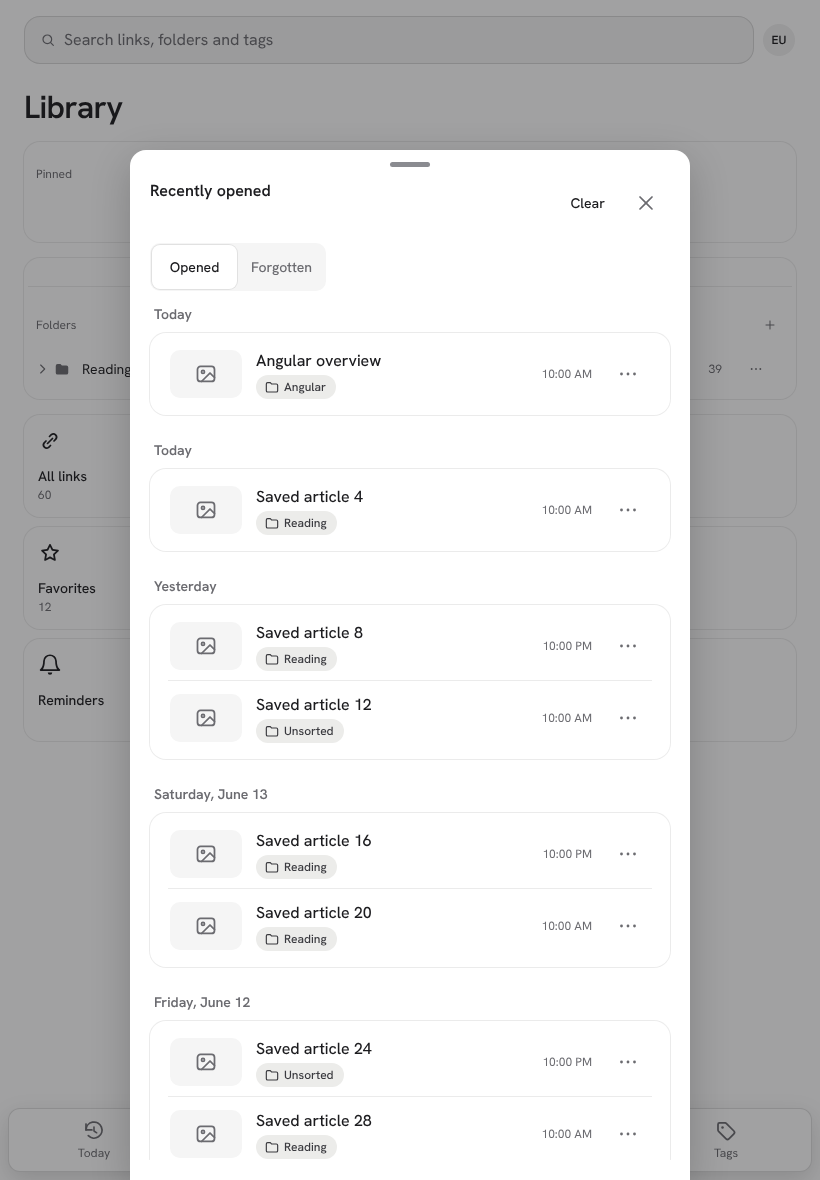 Search links, folders and tags
EU
Library
Pinned
Recently opened
Clear
Opened
Forgotten
Today
Folders
Angular overview
Angular
10:00 AM
Reading
39
Today
All links
60
Saved article 4
Reading
10:00 AM
Favorites
12
Yesterday
Saved article 8
Reading
10:00 PM
Reminders
Saved article 12
Unsorted
10:00 AM
Saturday, June 13
Saved article 16
Reading
10:00 PM
Saved article 20
Reading
10:00 AM
Friday, June 12
Saved article 24
Unsorted
10:00 PM
Saved article 28
Reading
10:00 AM
Today
Tags